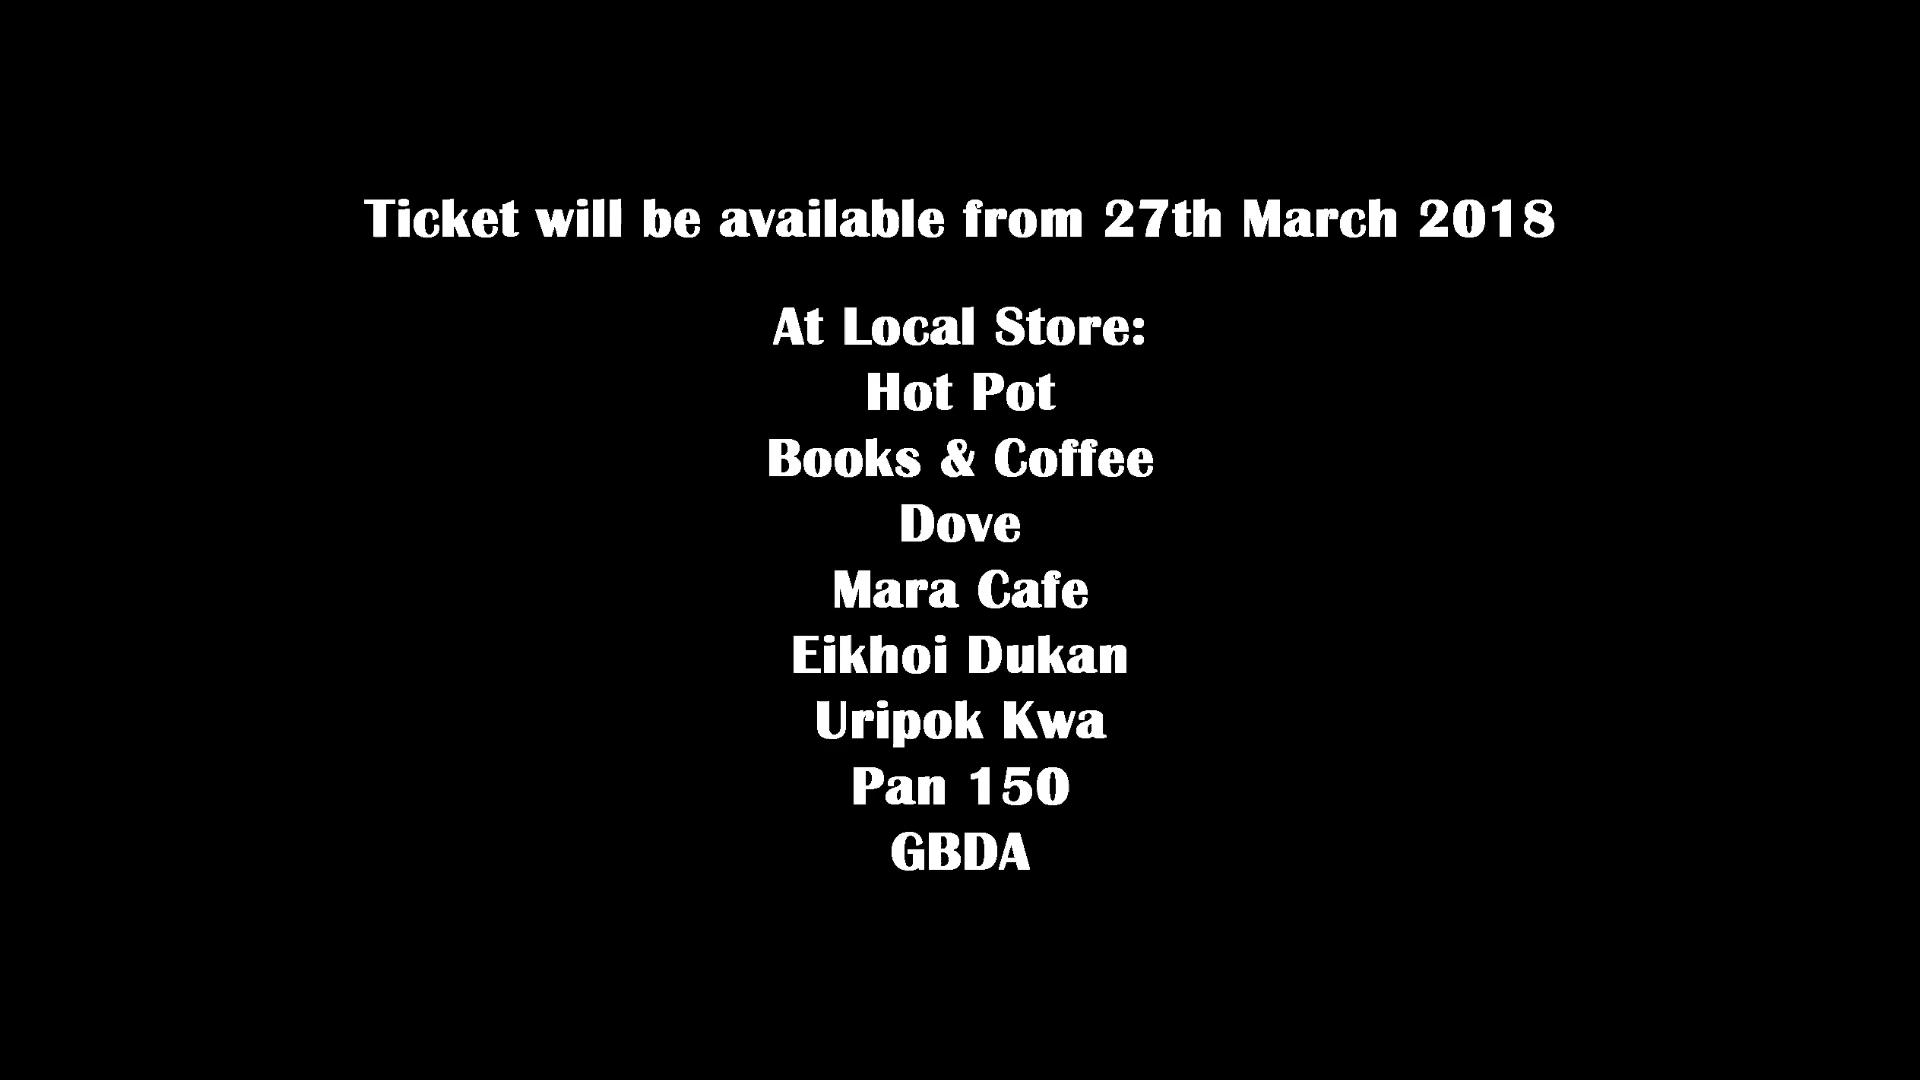 Ticket will be available from 27th March 2018
At Local Store:
Hot Pot
Books & Coffee
Dove
Mara Cafe
Eikhoi Dukan
Uripok Kwa
Pan 150
GBDA